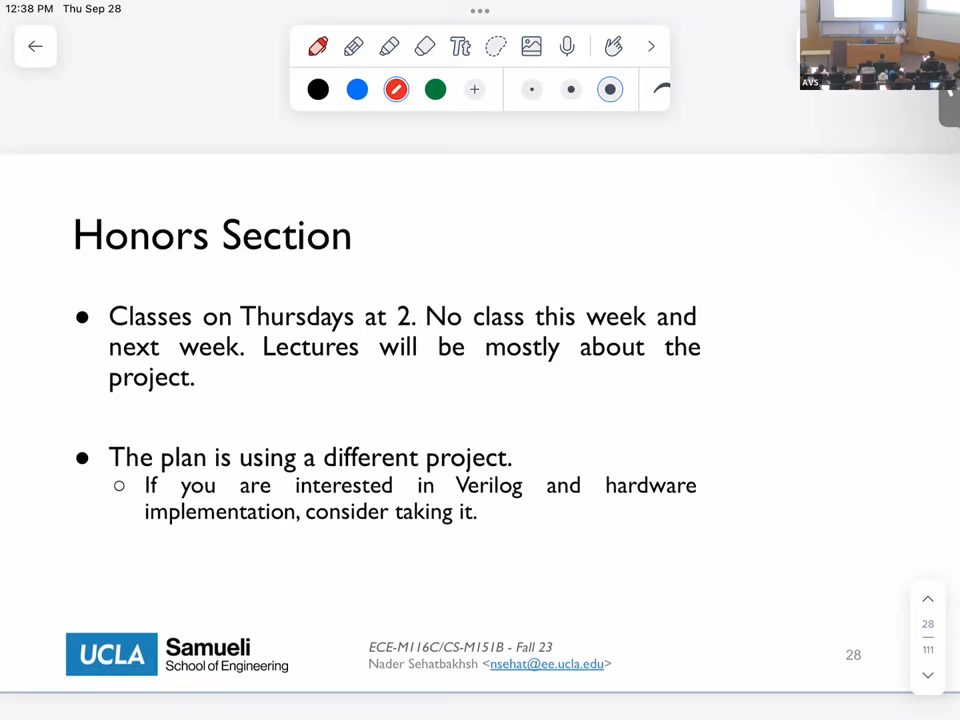 12:38 PM Thu Sep 28
Tt
AVS
Honors Section
● Classes on Thursdays at 2. No class this week and
next week. Lectures will be mostly about the
project.
● The plan is using a different project.
○ If you are interested in Verilog and hardware
implementation, consider taking it.
UCLA Samueli
School of Engineering
ECE-M116C/CS-M151B - Fall 23
Nader Sehatbakhsh <nsehat@ee.ucla.edu>
28
28
111